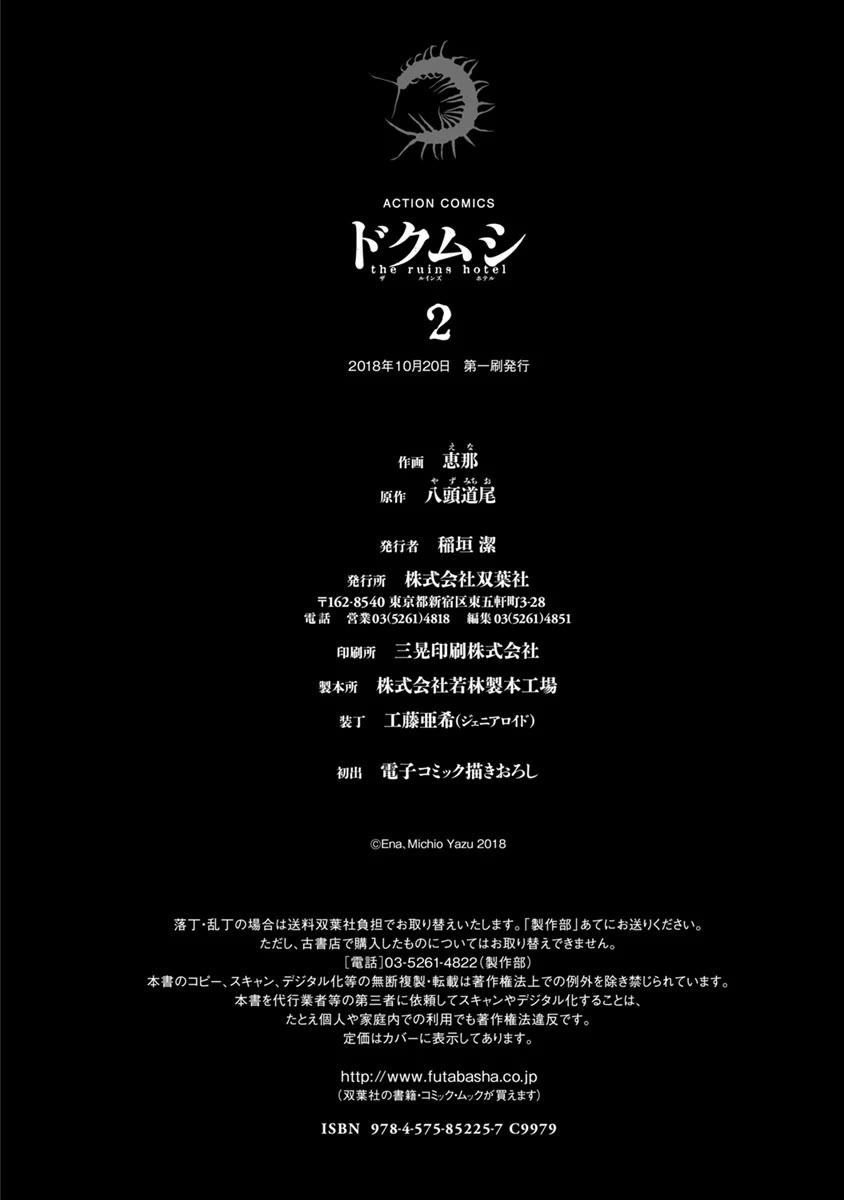 ACTION COMICS
ドクムシ
the ruins hotel
ザ ルインズ ホテル
2
2018年10月20日　第一刷発行
えな
作画　恵那
やずみちお
原作　八頭道尾
発行者　稲垣 潔
発行所　株式会社双葉社
〒162-8540 東京都新宿区東五軒町3-28
電話　営業03(5261)4818　編集03(5261)4851
印刷所　三晃印刷株式会社
製本所　株式会社若林製本工場
装丁　工藤亜希(ジェニアロイド)
初出　電子コミック描きおろし
©Ena、Michio Yazu 2018
落丁・乱丁の場合は送料双葉社負担でお取り替えいたします。「製作部」あてにお送りください。
ただし、古書店で購入したものについてはお取り替えできません。
［電話］03-5261-4822（製作部）
本書のコピー、スキャン、デジタル化等の無断複製・転載は著作権法上での例外を除き禁じられています。
本書を代行業者等の第三者に依頼してスキャンやデジタル化することは、
たとえ個人や家庭内での利用でも著作権法違反です。
定価はカバーに表示してあります。
http://www.futabasha.co.jp
（双葉社の書籍・コミック・ムックが買えます）
ISBN 978-4-575-85225-7 C9979